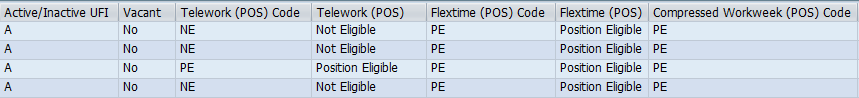 Active/Inactive UFI Vacant Telework (POS) Code Telework (POS) Flextime (POS) Code Flextime (POS) Compressed Workweek (POS) Code
A No NE Not Eligible PE Position Eligible PE
A No NE Not Eligible PE Position Eligible PE
A No PE Position Eligible PE Position Eligible PE
A No NE Not Eligible PE Position Eligible PE